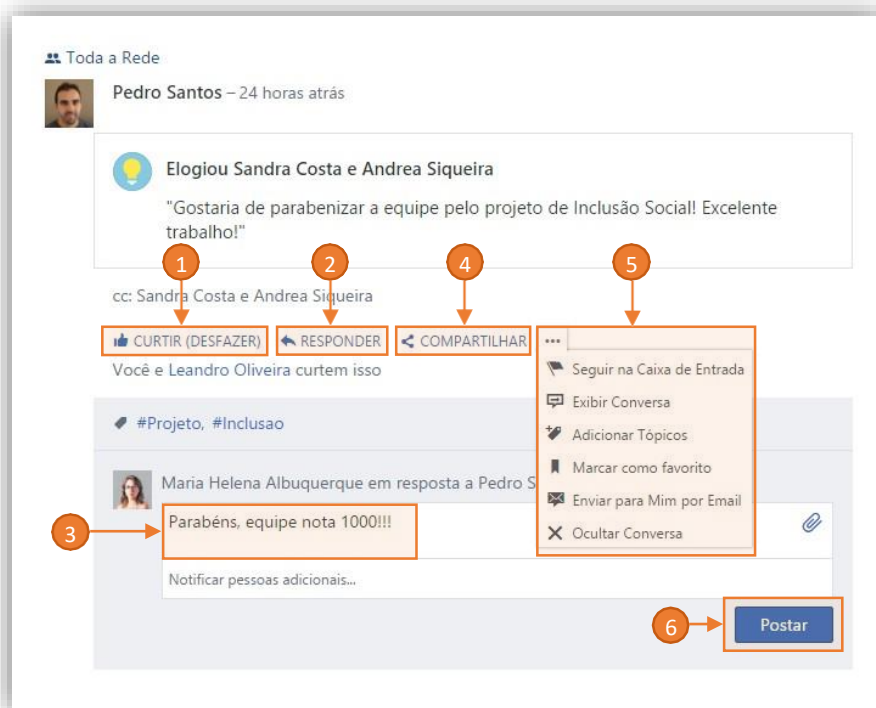 Toda a Rede
Pedro Santos – 24 horas atrás
Elogiou Sandra Costa e Andrea Siqueira
"Gostaria de parabenizar a equipe pelo projeto de Inclusão Social! Excelente
trabalho!"
1
2
4
5
cc: Sandra Costa e Andrea Siqueira
CURTIR (DESFAZER) RESPONDER COMPARTILHAR ...
Você e Leandro Oliveira curtem isso
Seguir na Caixa de Entrada
Exibir Conversa
Adicionar Tópicos
Marcar como favorito
Enviar para Mim por Email
Ocultar Conversa
#Projeto, #Inclusao
Maria Helena Albuquerque em resposta a Pedro S
3
Parabéns, equipe nota 1000!!!
Notificar pessoas adicionais...
6
Postar